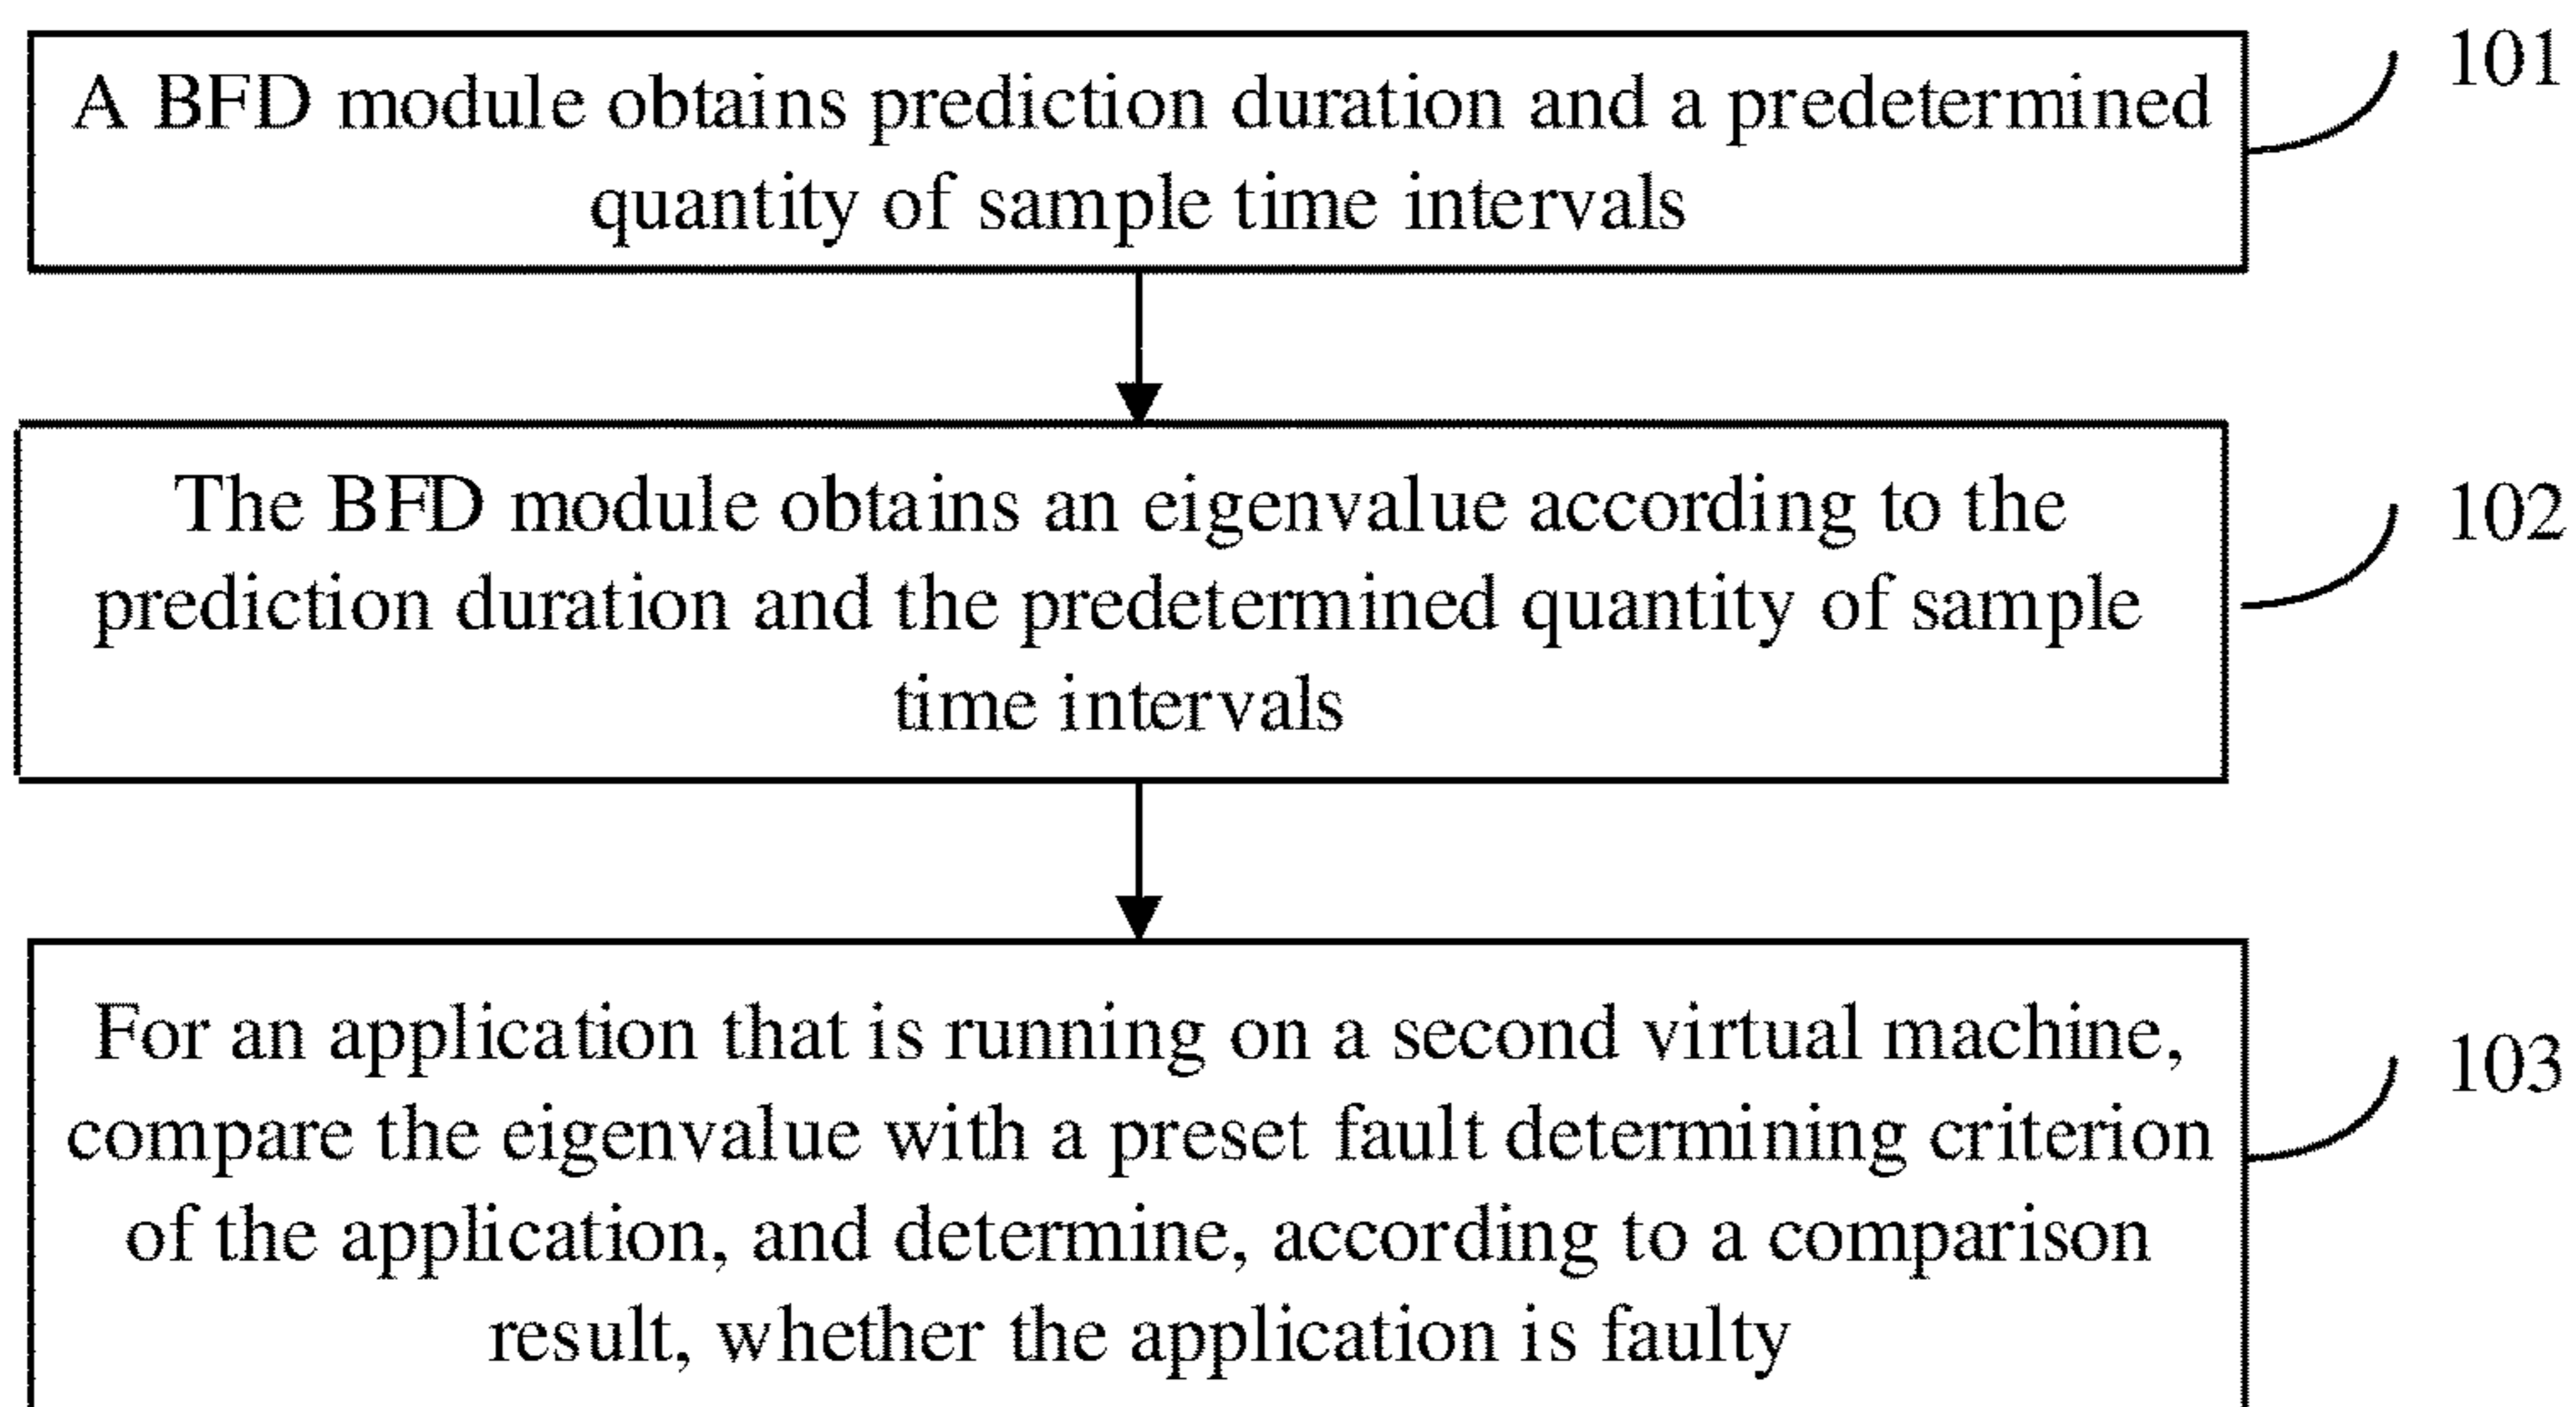 A BFD module obtains prediction duration and a predetermined
quantity of sample time intervals
101
The BFD module obtains an eigenvalue according to the
prediction duration and the predetermined quantity of sample
time intervals
102
For an application that is running on a second virtual machine,
compare the eigenvalue with a preset fault determining criterion
of the application, and determine, according to a comparison
result, whether the application is faulty
103